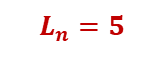 Lₙ = 5